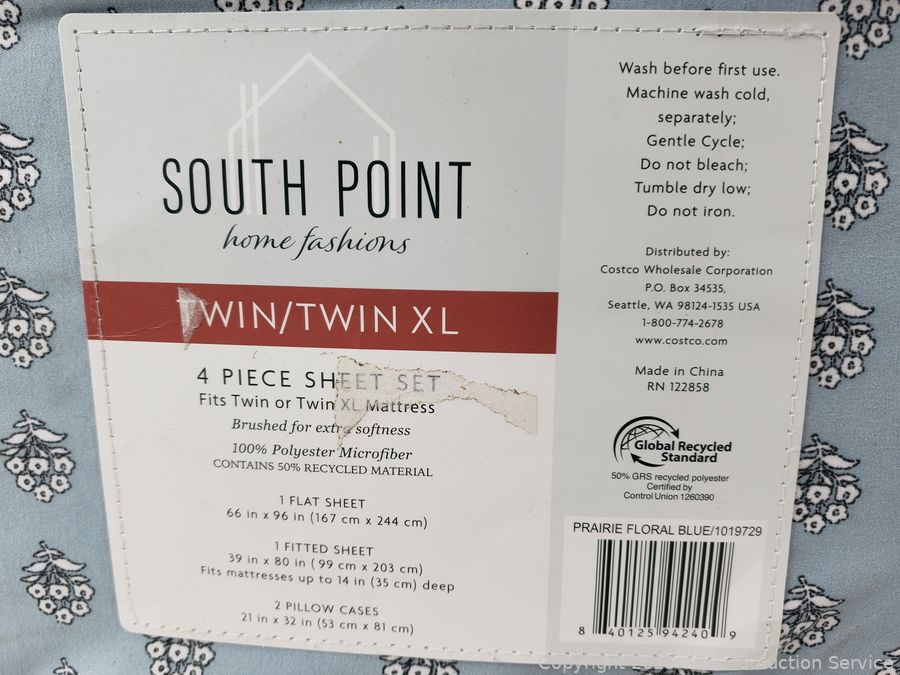 SOUTH POINT
home fashions
TWIN/TWIN XL
4 PIECE SHEET SET
Fits Twin or Twin XL Mattress
Brushed for extra softness
100% Polyester Microfiber
CONTAINS 50% RECYCLED MATERIAL
1 FLAT SHEET
66 in x 96 in (167 cm x 244 cm)
1 FITTED SHEET
39 in x 80 in (99 cm x 203 cm)
Fits mattresses up to 14 in (35 cm) deep
2 PILLOW CASES
21 in x 32 in (53 cm x 81 cm)
Wash before first use.
Machine wash cold,
separately;
Gentle Cycle;
Do not bleach;
Tumble dry low;
Do not iron.
Distributed by:
Costco Wholesale Corporation
P.O. Box 34535,
Seattle, WA 98124-1535 USA
1-800-774-2678
www.costco.com
Made in China
RN 122858
Global Recycled
Standard
50% GRS recycled polyester
Certified by
Control Union 1260390
PRAIRIE FLORAL BLUE/1019729
8 40125 94240 9
Copyright Auction Service